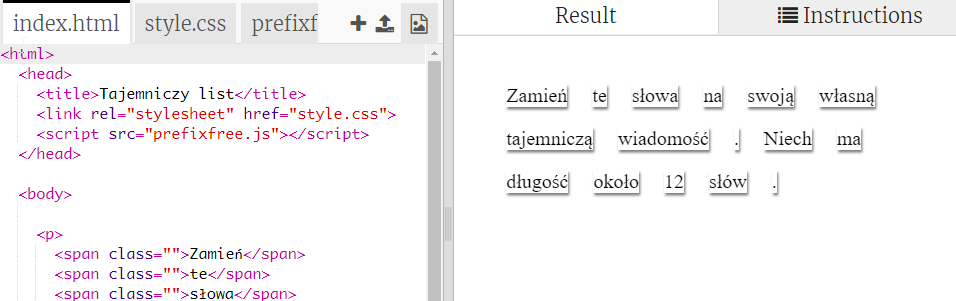 index.html style.css prefixf
<html>
<head>
<title>Tajemniczy list</title>
<link rel="stylesheet" href="style.css">
<script src="prefixfree.js"></script>
</head>
<body>
<p>
<span class="">Zamień</span>
<span class="">te</span>
<span class="">słowa</span>
Result Instructions
Zamień te słowa na swoją własną
tajemniczą wiadomość . Niech ma
długość około 12 słów .